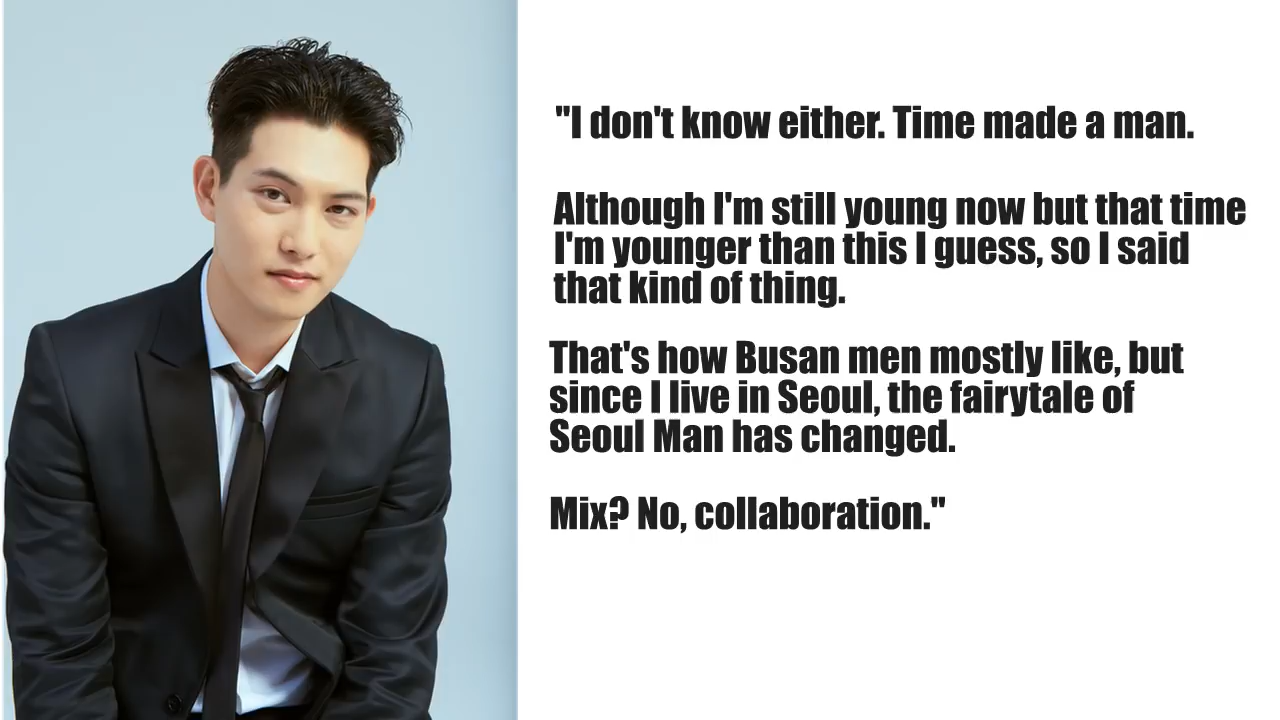 "I don't know either. Time made a man.
Although I'm still young now but that time
I'm younger than this I guess, so I said
that kind of thing.
That's how Busan men mostly like, but
since I live in Seoul, the fairytale of
Seoul Man has changed.
Mix? No, collaboration."